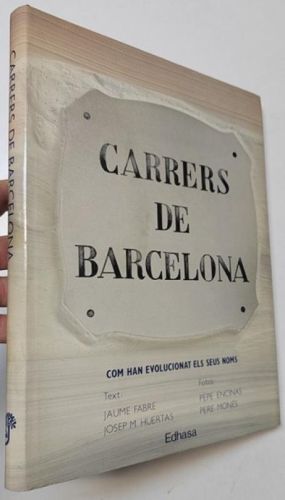 CARRERS DE BARCELONA
CARRERS
DE
BARCELONA
COM HAN EVOLUCIONAT ELS SEUS NOMS
Text:
JAUME FABRE
JOSEP M. HUERTAS
Fotos:
PEPE ENCINAS
PERE MONÉS
Edhasa